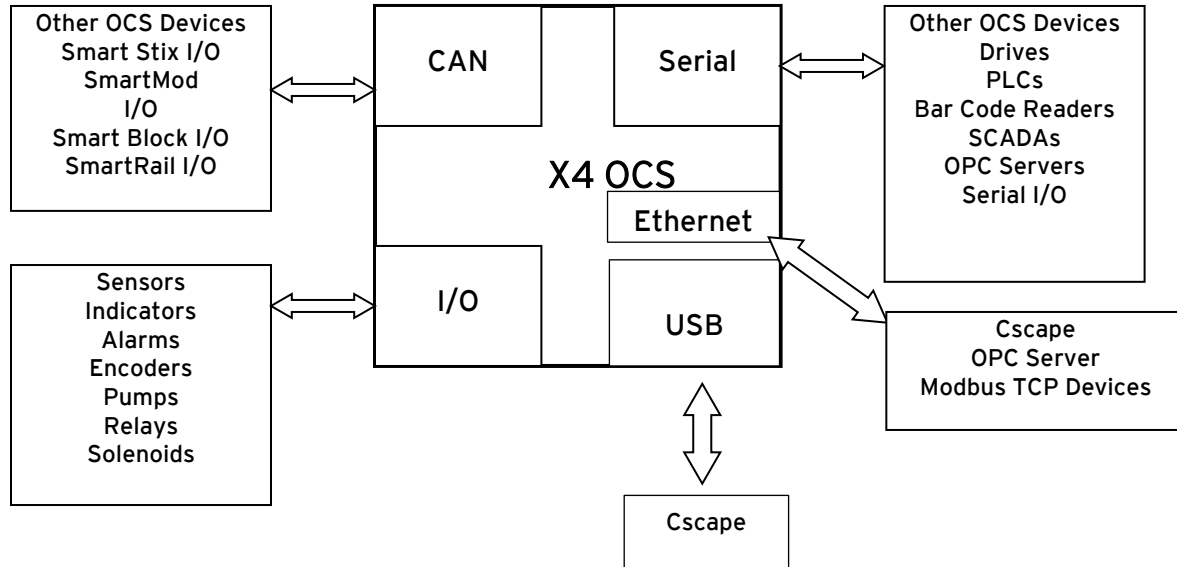 Other OCS Devices
Smart Stix I/O
SmartMod
I/O
Smart Block I/O
SmartRail I/O
CAN
Serial
X4 OCS
Ethernet
I/O
USB
Other OCS Devices
Drives
PLCs
Bar Code Readers
SCADAs
OPC Servers
Serial I/O
Sensors
Indicators
Alarms
Encoders
Pumps
Relays
Solenoids
Cscape
OPC Server
Modbus TCP Devices
Cscape